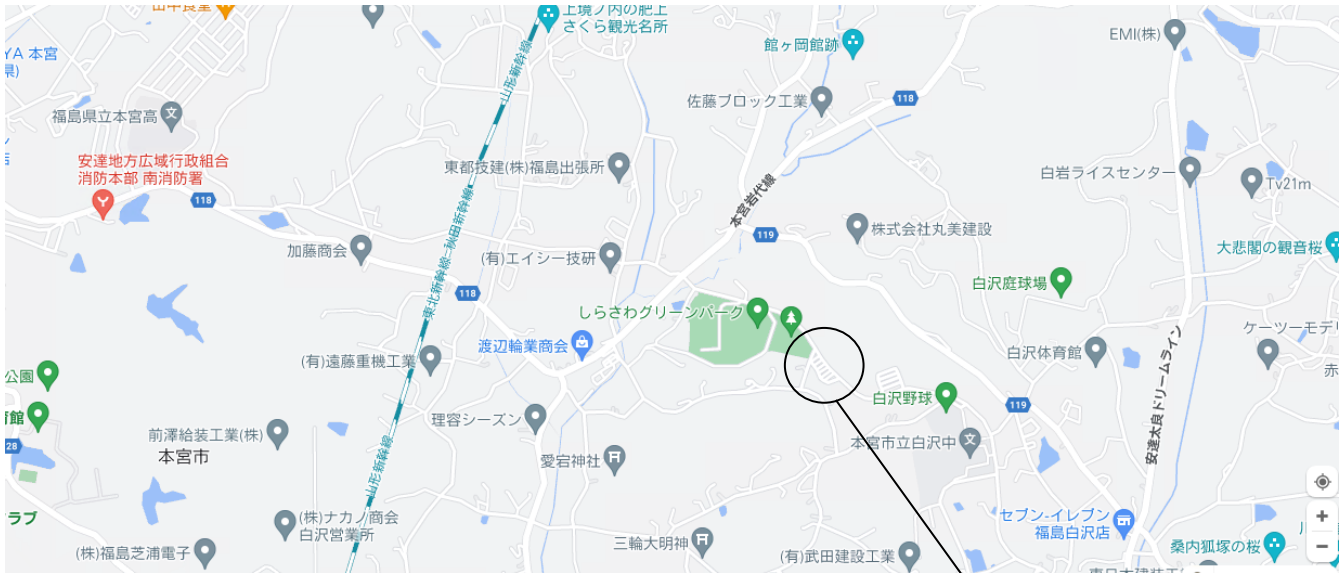 山中食堂
上境ノ内の肥上
さくら観光名所
山形新幹線
館ヶ岡館跡
EMI(株)
YA 本宮
県)
福島県立本宮高
佐藤ブロック工業
118
安達地方広域行政組合
消防本部 南消防署
118
東都技建(株)福島出張所
秋田新幹線
白岩ライスセンター
Tv21m
本宮岩代線
119
株式会社丸美建設
加藤商会
(有)エイシー技研
大悲閣の観音桜
東北新幹線
118
白沢庭球場
しらさわグリーンパーク
渡辺輪業商会
ケーツーモデリ
(有)遠藤重機工業
白沢体育館
安達太良ドリームライン
公園
赤
白沢野球
119
育館
理容シーズン
前澤給装工業(株)
本宮市
28
本宮市立白沢中
愛宕神社
山形新幹線
ラブ
(株)ナカノ商会
白沢営業所
セブン-イレブン
福島白沢店
三輪大明神
(株)福島芝浦電子
(有)武田建設工業
桑内狐塚の桜